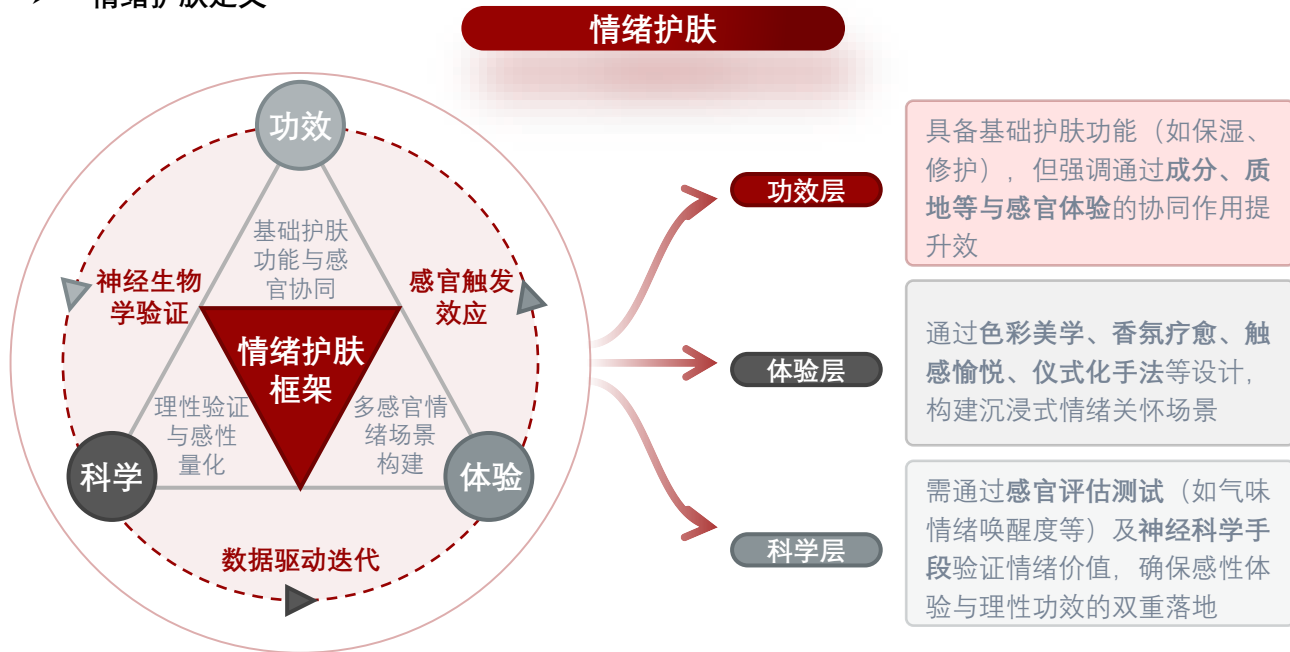 情绪护肤定义
情绪护肤
功效
基础护肤
功能与感
官协同
神经生物
学验证
感官触发
效应
情绪护肤
框架
理性验证
与感性
量化
多感官情
绪场景
构建
科学
体验
数据驱动迭代
功效层
具备基础护肤功能（如保湿、
修护），但强调通过成分、质
地等与感官体验的协同作用提
升效
体验层
通过色彩美学、香氛疗愈、触
感愉悦、仪式化手法等设计，
构建沉浸式情绪关怀场景
科学层
需通过感官评估测试（如气味
情绪唤醒度等）及神经科学手
段验证情绪价值，确保感性体
验与理性功效的双重落地